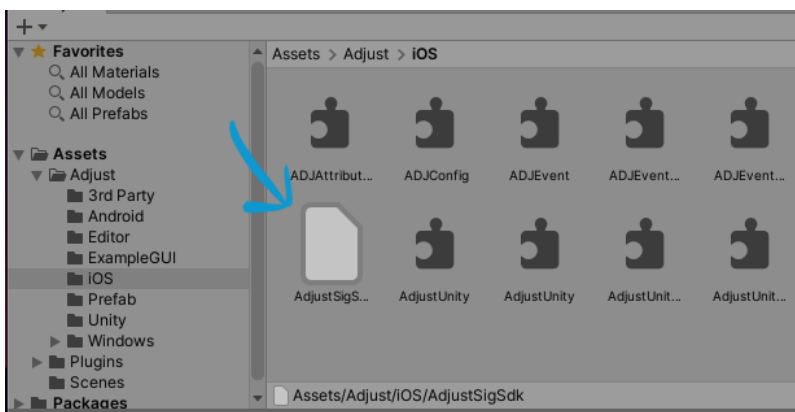 Favorites
All Materials
All Models
All Prefabs
Assets
Adjust
3rd Party
Android
Editor
ExampleGUI
iOS
Prefab
Unity
Windows
Plugins
Scenes
Packages
Assets > Adjust > iOS
ADJAttribut... ADJConfig ADJEvent ADJEvent... ADJEvent...
AdjustSigS... AdjustUnity AdjustUnity AdjustUnit... AdjustUnit...
Assets/Adjust/iOS/AdjustSigSdk